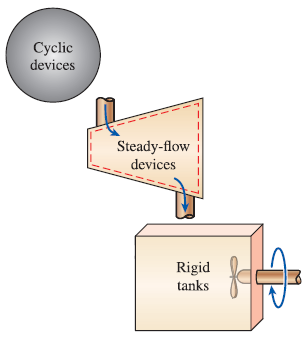 Cyclic
devices
Steady-flow
devices
Rigid
tanks